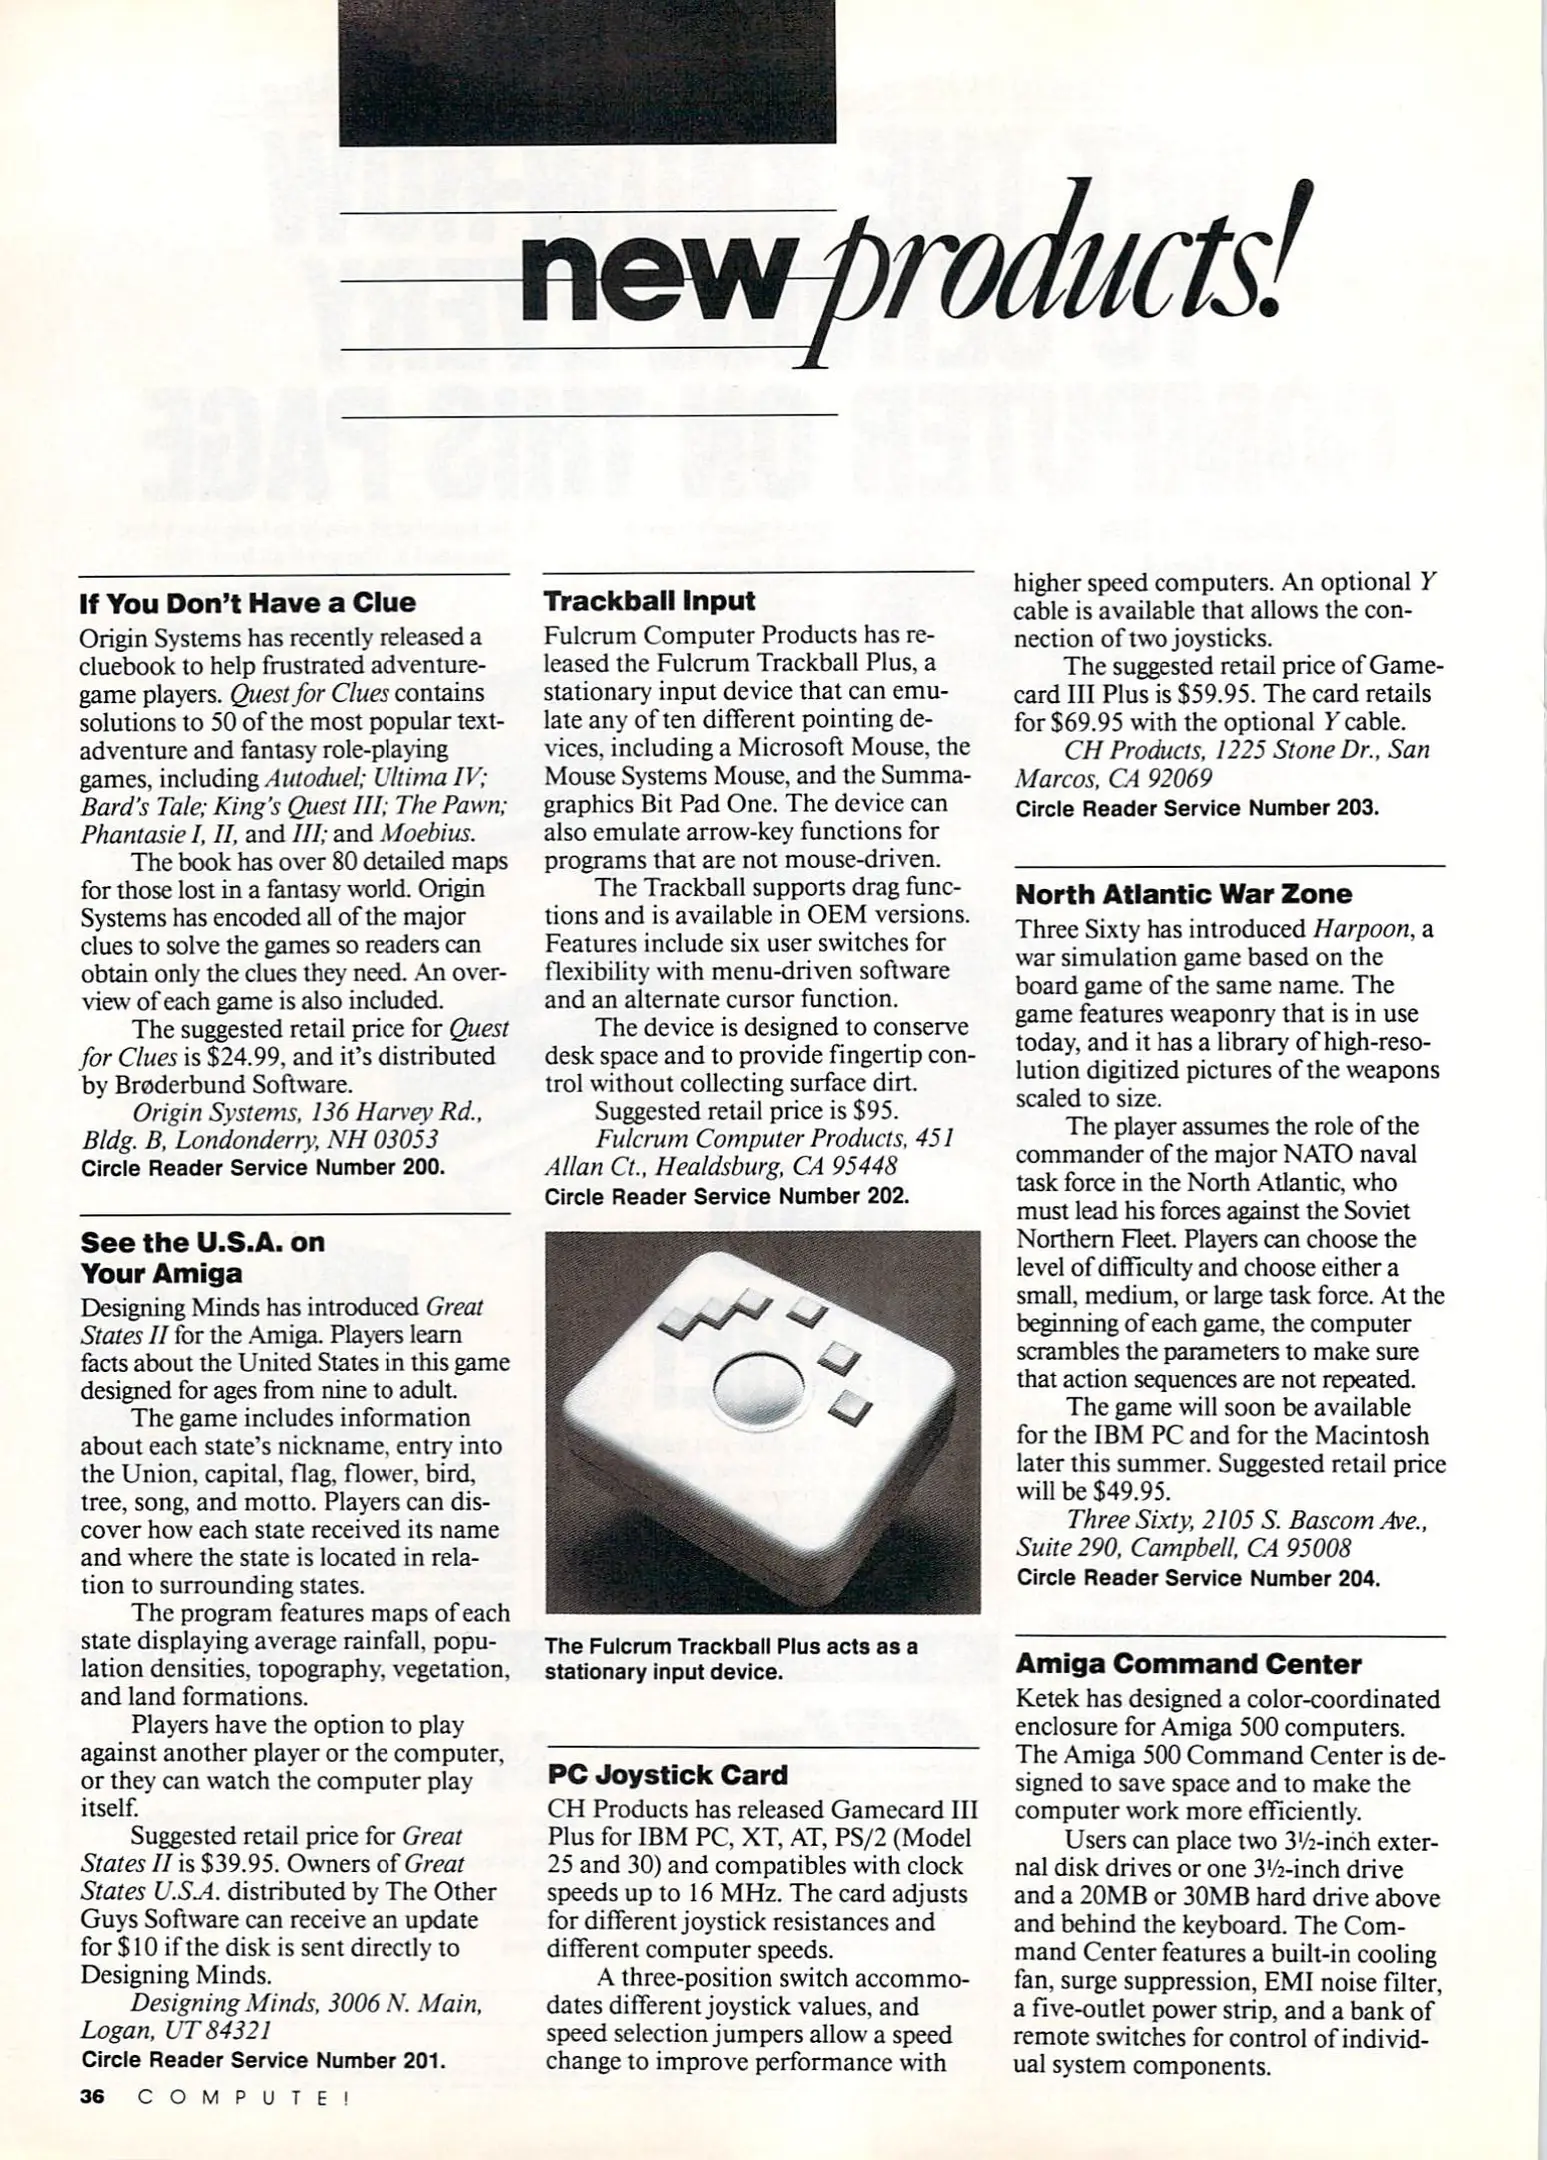 new products!
If You Don't Have a Clue
Origin Systems has recently released a
cluebook to help frustrated adventure-
game players. Quest for Clues contains
solutions to 50 of the most popular text-
adventure and fantasy role-playing
games, including Autoduel; Ultima IV;
Bard's Tale; King's Quest III; The Pawn;
Phantasie I, II, and III; and Moebius.
The book has over 80 detailed maps
for those lost in a fantasy world. Origin
Systems has encoded all of the major
clues to solve the games so readers can
obtain only the clues they need. An over-
view of each game is also included.
The suggested retail price for Quest
for Clues is $24.99, and it's distributed
by Brøderbund Software.
Origin Systems, 136 Harvey Rd.,
Bldg. B, Londonderry, NH 03053
Circle Reader Service Number 200.
See the U.S.A. on
Your Amiga
Designing Minds has introduced Great
States II for the Amiga. Players learn
facts about the United States in this game
designed for ages from nine to adult.
The game includes information
about each state's nickname, entry into
the Union, capital, flag, flower, bird,
tree, song, and motto. Players can dis-
cover how each state received its name
and where the state is located in rela-
tion to surrounding states.
The program features maps of each
state displaying average rainfall, popu-
lation densities, topography, vegetation,
and land formations.
Players have the option to play
against another player or the computer,
or they can watch the computer play
itself.
Suggested retail price for Great
States II is $39.95. Owners of Great
States U.S.A. distributed by The Other
Guys Software can receive an update
for $10 if the disk is sent directly to
Designing Minds.
Designing Minds, 3006 N. Main,
Logan, UT 84321
Circle Reader Service Number 201.
Trackball Input
Fulcrum Computer Products has re-
leased the Fulcrum Trackball Plus, a
stationary input device that can emu-
late any of ten different pointing de-
vices, including a Microsoft Mouse, the
Mouse Systems Mouse, and the Summa-
graphics Bit Pad One. The device can
also emulate arrow-key functions for
programs that are not mouse-driven.
The Trackball supports drag func-
tions and is available in OEM versions.
Features include six user switches for
flexibility with menu-driven software
and an alternate cursor function.
The device is designed to conserve
desk space and to provide fingertip con-
trol without collecting surface dirt.
Suggested retail price is $95.
Fulcrum Computer Products, 451
Allan Ct., Healdsburg, CA 95448
Circle Reader Service Number 202.
The Fulcrum Trackball Plus acts as a
stationary input device.
PC Joystick Card
CH Products has released Gamecard III
Plus for IBM PC, XT, AT, PS/2 (Model
25 and 30) and compatibles with clock
speeds up to 16 MHz. The card adjusts
for different joystick resistances and
different computer speeds.
A three-position switch accommo-
dates different joystick values, and
speed selection jumpers allow a speed
change to improve performance with
higher speed computers. An optional Y
cable is available that allows the con-
nection of two joysticks.
The suggested retail price of Game-
card III Plus is $59.95. The card retails
for $69.95 with the optional Y cable.
CH Products, 1225 Stone Dr., San
Marcos, CA 92069
Circle Reader Service Number 203.
North Atlantic War Zone
Three Sixty has introduced Harpoon, a
war simulation game based on the
board game of the same name. The
game features weaponry that is in use
today, and it has a library of high-reso-
lution digitized pictures of the weapons
scaled to size.
The player assumes the role of the
commander of the major NATO naval
task force in the North Atlantic, who
must lead his forces against the Soviet
Northern Fleet. Players can choose the
level of difficulty and choose either a
small, medium, or large task force. At the
beginning of each game, the computer
scrambles the parameters to make sure
that action sequences are not repeated.
The game will soon be available
for the IBM PC and for the Macintosh
later this summer. Suggested retail price
will be $49.95.
Three Sixty, 2105 S. Bascom Ave.,
Suite 290, Campbell, CA 95008
Circle Reader Service Number 204.
Amiga Command Center
Ketek has designed a color-coordinated
enclosure for Amiga 500 computers.
The Amiga 500 Command Center is de-
signed to save space and to make the
computer work more efficiently.
Users can place two 3½-inch exter-
nal disk drives or one 3½-inch drive
and a 20MB or 30MB hard drive above
and behind the keyboard. The Com-
mand Center features a built-in cooling
fan, surge suppression, EMI noise filter,
a five-outlet power strip, and a bank of
remote switches for control of individ-
ual system components.
36 COMPUTE!